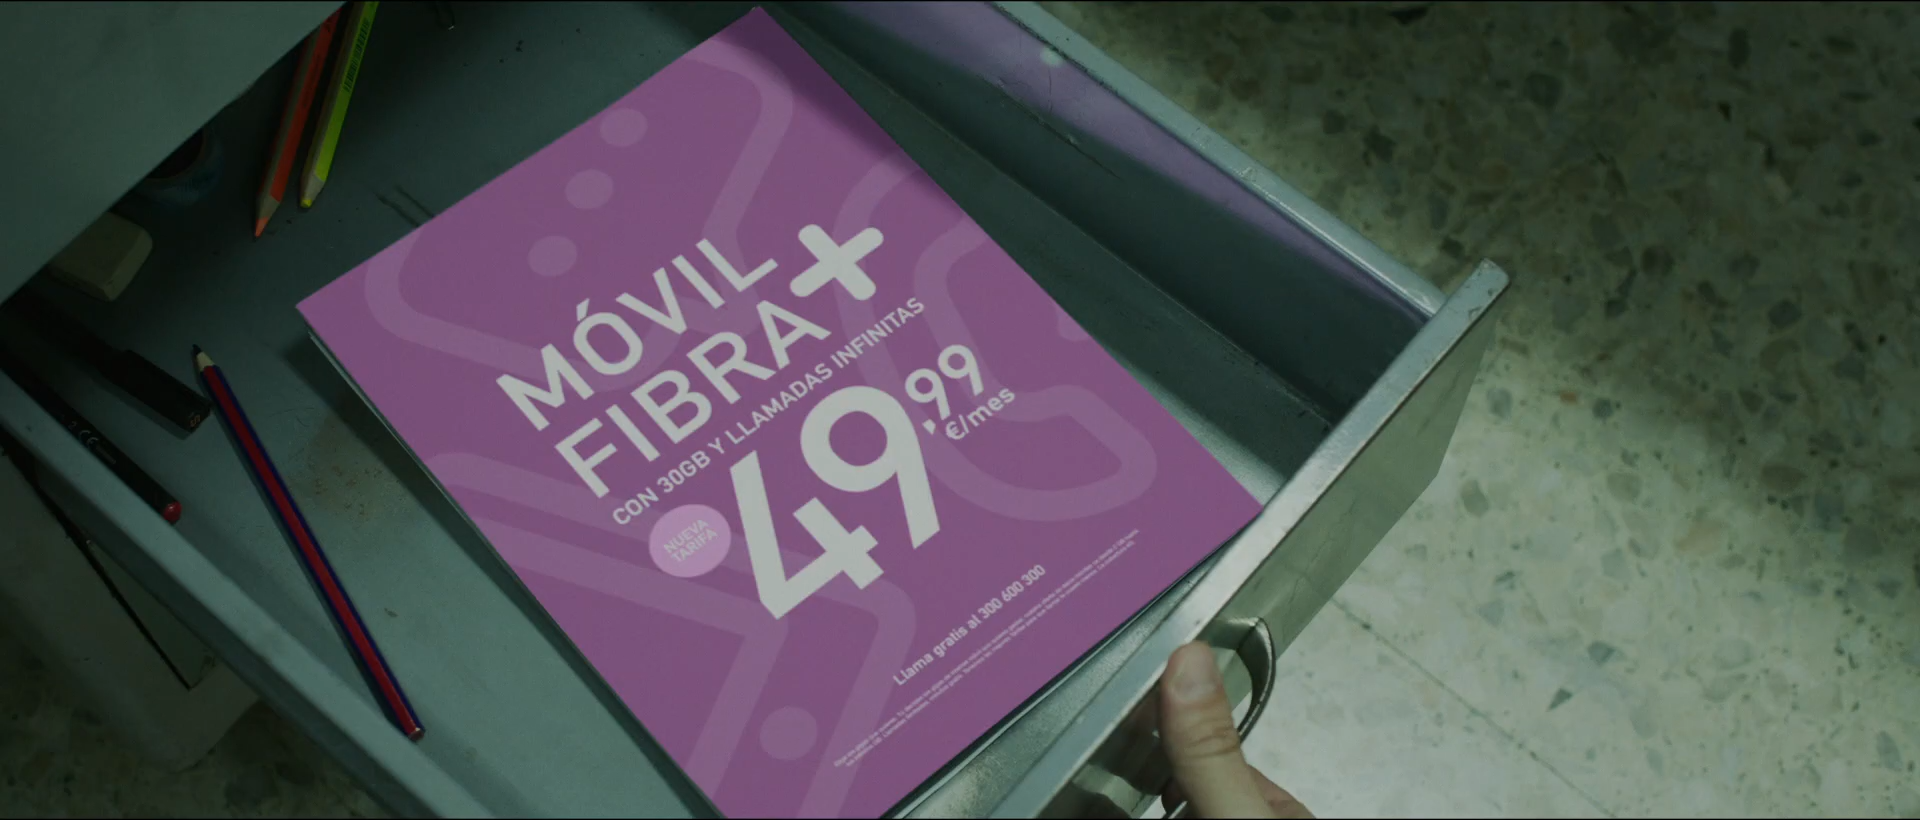 MÓVIL
FIBRA+
CON 30GB Y LLAMADAS INFINITAS
49,99
€/mes
NUEVA
TARIFA
Llama gratis al 300 600 300